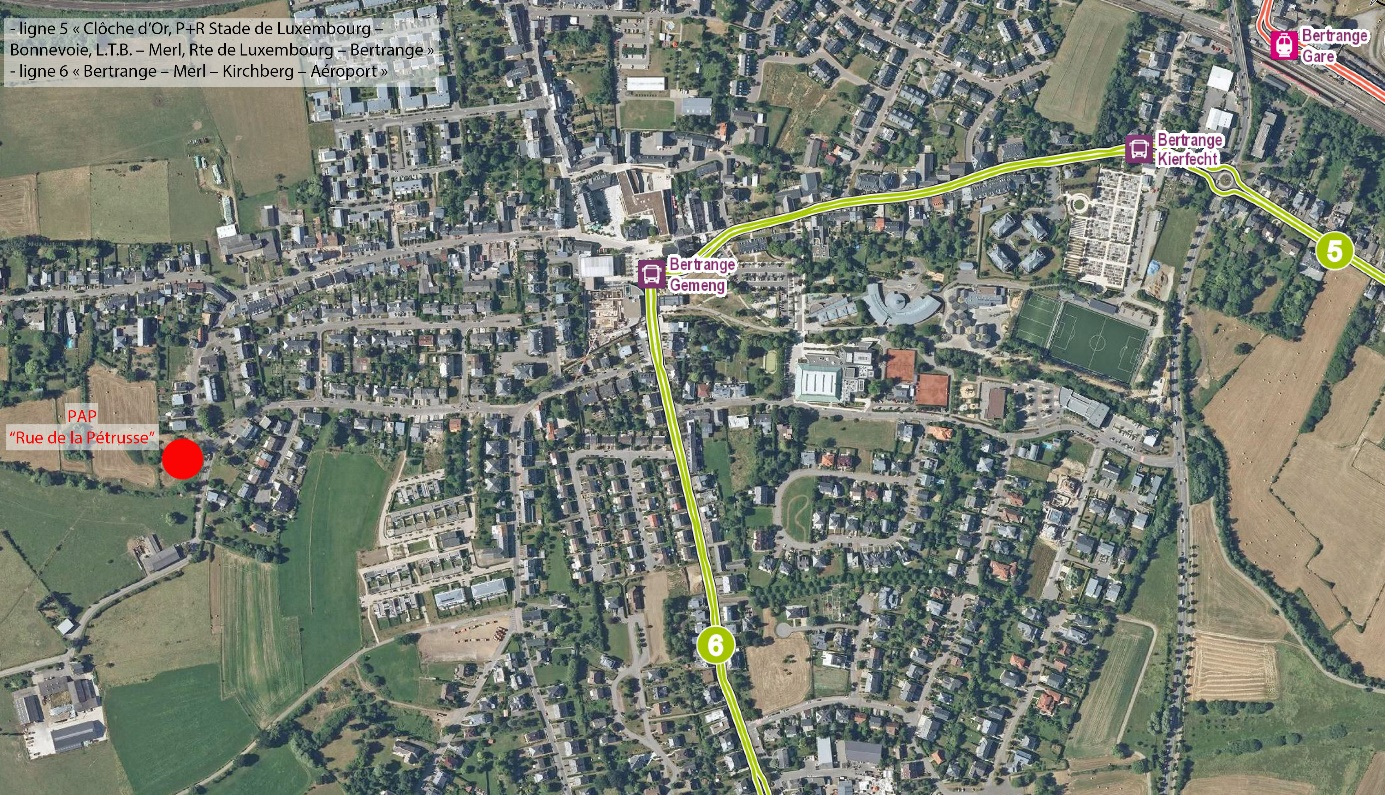 - ligne 5 « Clôche d’Or, P+R Stade de Luxembourg –
Bonnevoie, L.T.B. – Merl, Rte de Luxembourg – Bertrange »
- ligne 6 « Bertrange – Merl – Kirchberg – Aéroport »
Bertrange
Gare
Bertrange
Kierfecht
5
Bertrange
Gemeng
PAP
“Rue de la Pétrusse”
6